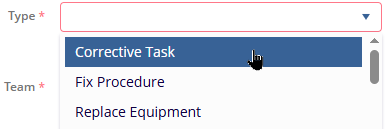 Type *
Corrective Task
Fix Procedure
Team *
Replace Equipment